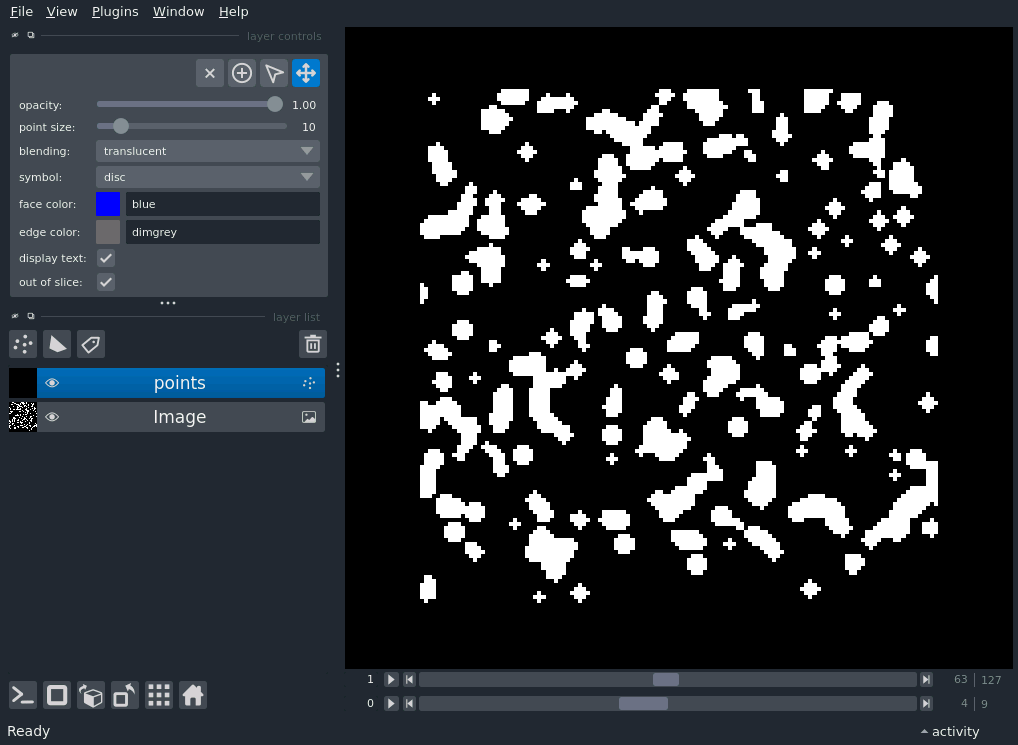 File View Plugins Window Help
layer controls
opacity: 1.00
point size: 10
blending: translucent
symbol: disc
face color: blue
edge color: dimgrey
display text:
out of slice:
layer list
points
Image
1 63 127
0 4 9
Ready activity